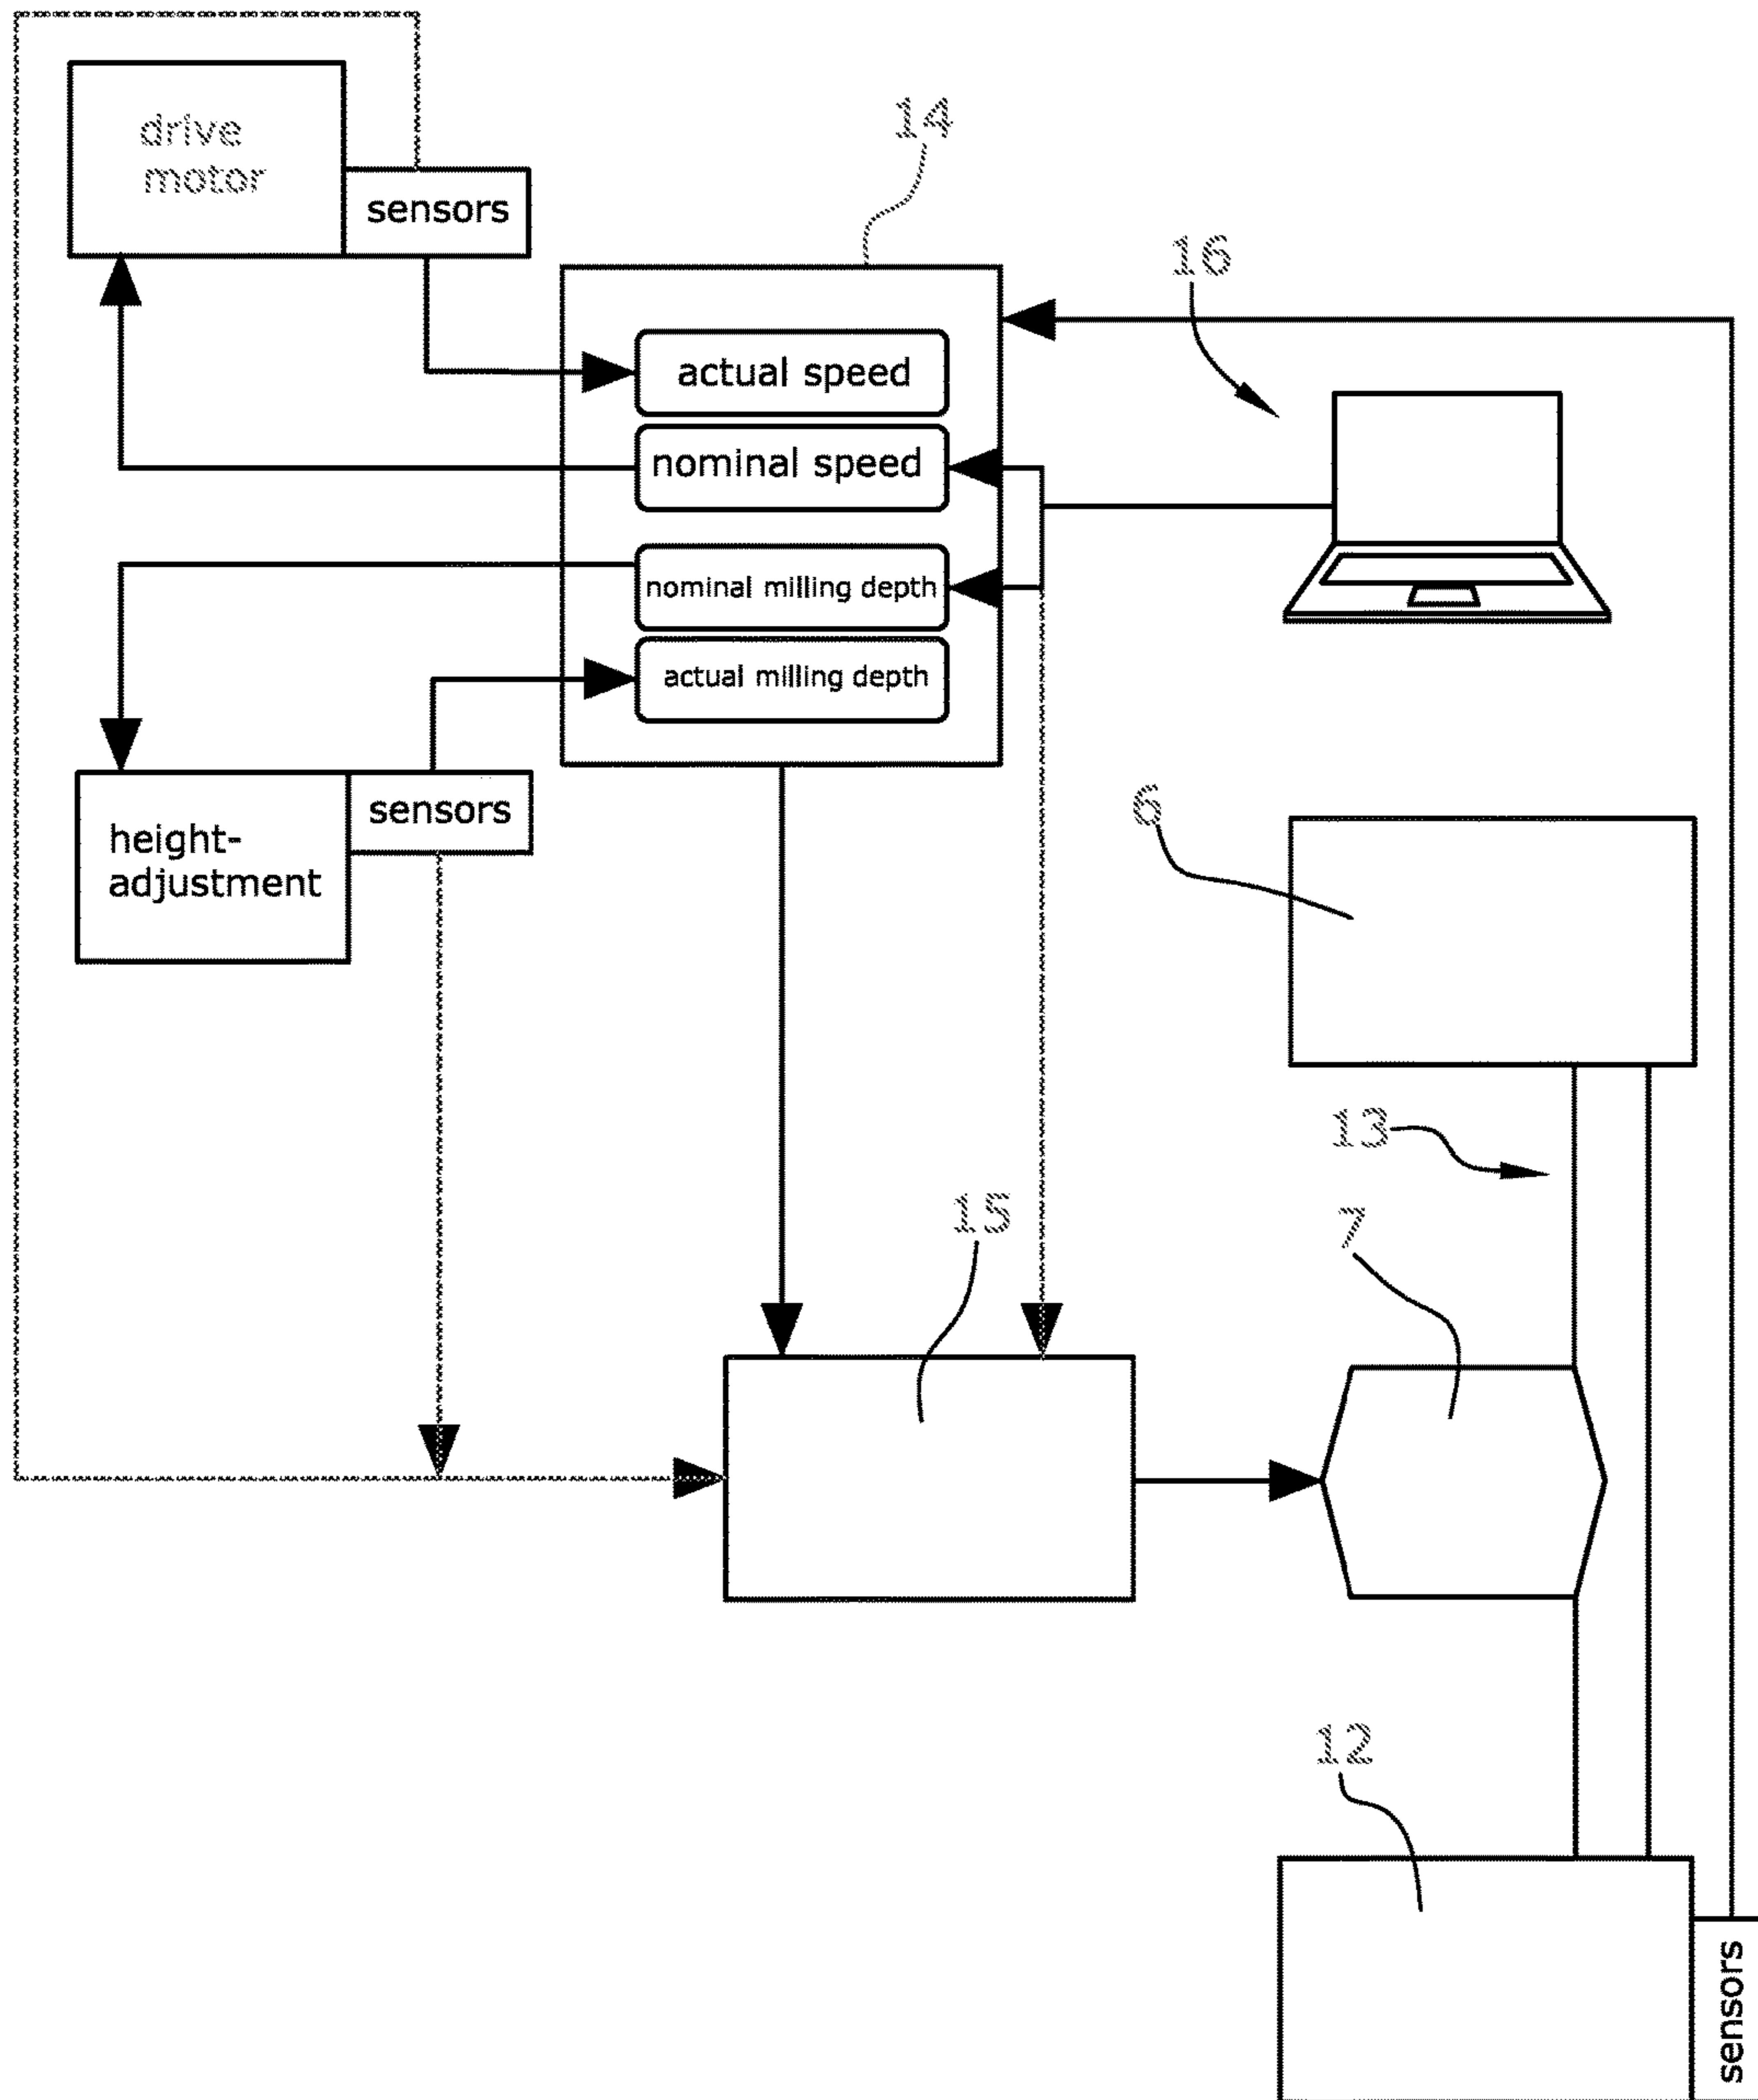 drive
motor
sensors
14
16
actual speed
nominal speed
nominal milling depth
actual milling depth
sensors
height-
adjustment
6
13
15
7
12
sensors